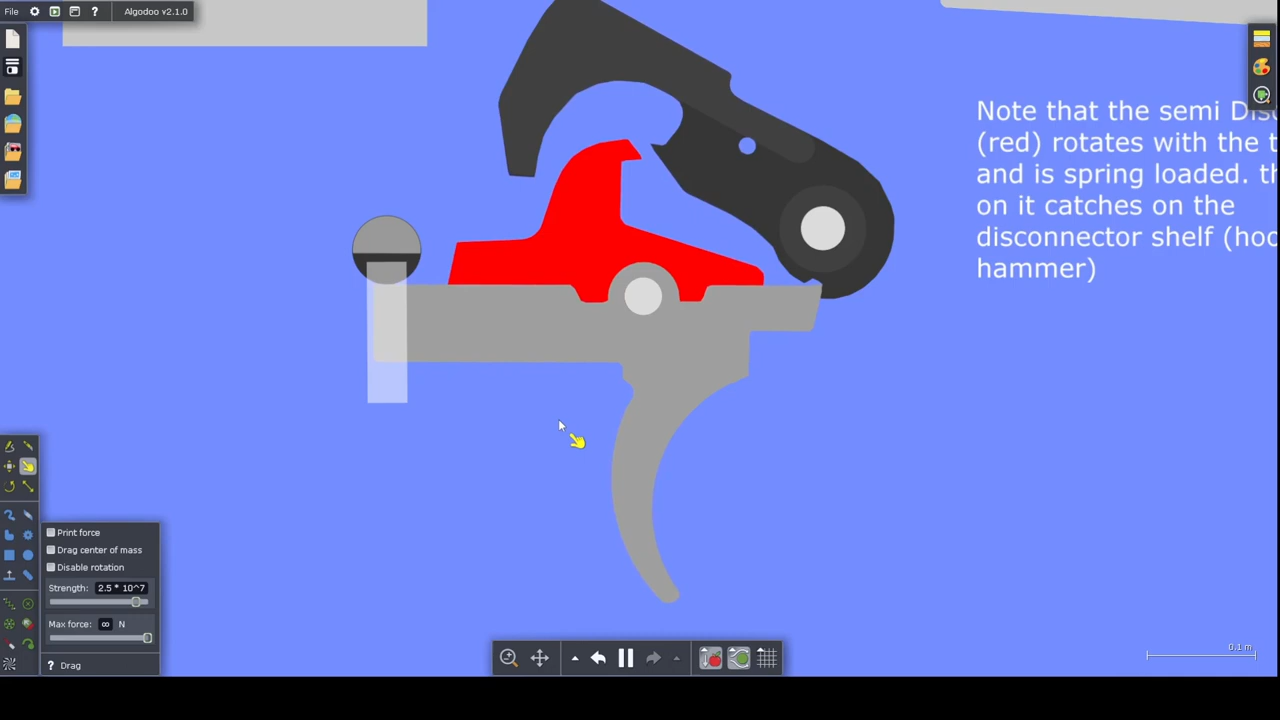 File
Algodoo v2.1.0
Note that the semi
(red) rotates with the
and is spring loaded.
on it catches on the
disconnector shelf
hammer)
Print force
Drag center of mass
Disable rotation
Strength: 2.5 * 10^7
Max force: ∞ N
? Drag
0.1 m